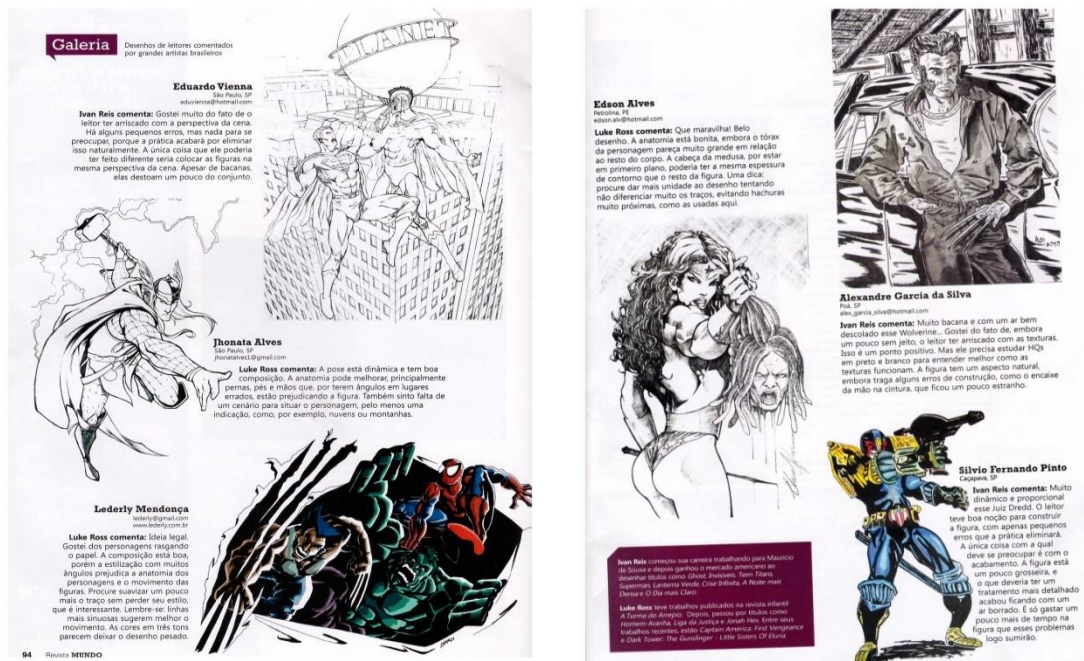 Galeria
Desenhos de leitores comentados
por grandes artistas brasileiros
PLANET
Eduardo Vienna
São Paulo, SP
eduvienna@hotmail.com
Ivan Reis comenta: Gostei muito do fato de o
leitor ter arriscado com a perspectiva da cena.
Há alguns pequenos erros, mas nada para se
preocupar, porque a prática acabará por eliminar
isso naturalmente. A única coisa que ele poderia
ter feito diferente seria colocar as figuras na
mesma perspectiva da cena. Apesar de bacanas,
elas destoam um pouco do conjunto.
Jhonata Alves
São Paulo, SP
jhonatalves1@gmail.com
Luke Ross comenta: A pose está dinâmica e tem boa
composição. A anatomia pode melhorar, principalmente
pernas, pés e mãos que, por terem ângulos em lugares
errados, estão prejudicando a figura. Também sinto falta de
um cenário para situar o personagem, pelo menos uma
indicação, como, por exemplo, nuvens ou montanhas.
Lederly Mendonça
lederly@gmail.com
www.lederly.com.br
Luke Ross comenta: Ideia legal.
Gostei dos personagens rasgando
o papel. A composição está boa,
porém a estilização com muitos
ângulos prejudica a anatomia dos
personagens e o movimento das
figuras. Procure suavizar um pouco
mais o traço sem perder seu estilo,
que é interessante. Lembre-se: linhas
mais sinuosas sugerem melhor o
movimento. As cores em três tons
parecem deixar o desenho pesado.
94 Revista MUNDO
Edson Alves
Petrolina, PE
edson.alv@hotmail.com
Luke Ross comenta: Que maravilha! Belo
desenho. A anatomia está bonita, embora o tórax
da personagem pareça muito grande em relação
ao resto do corpo. A cabeça da medusa, por estar
em primeiro plano, poderia ter a mesma espessura
de contorno que o resto da figura. Uma dica:
procure dar mais unidade ao desenho tentando
não diferenciar muito os traços, evitando hachuras
muito próximas, como as usadas aqui.
Alexandre Garcia da Silva
Poá, SP
alex_garcia_silva@hotmail.com
Ivan Reis comenta: Muito bacana e com um ar bem
descolado esse Wolverine... Gostei do fato de, embora
um pouco sem jeito, o leitor ter arriscado com as texturas.
Isso é um ponto positivo. Mas ele precisa estudar HQs
em preto e branco para entender melhor como as
texturas funcionam. A figura tem um aspecto natural,
embora traga alguns erros de construção, como o encaixe
da mão na cintura, que ficou um pouco estranho.
Silvio Fernando Pinto
Caçapava, SP
Ivan Reis comenta: Muito
dinâmico e proporcional
esse Juiz Dredd. O leitor
teve boa noção para construir
a figura, com apenas pequenos
erros que a prática eliminará.
A única coisa com a qual
deve se preocupar é com o
acabamento. A figura está
um pouco grosseira, e
o que deveria ter um
tratamento mais detalhado
acabou ficando com um
ar borrado. É só gastar um
pouco mais de tempo na
figura que esses problemas
logo sumirão.
Ivan Reis começou sua carreira trabalhando para Mauricio
de Sousa e depois ganhou o mercado americano ao
desenhar títulos como Ghost, Invisíveis, Teen Titans,
Superman, Lanterna Verde, Crise Infinita, A Noite mais
Densa e O Dia mais Claro.
Luke Ross teve trabalhos publicados na revista infantil
A Turma do Arrepio. Depois, passou por títulos como
Homem-Aranha, Liga da Justiça e Jonah Hex. Entre seus
trabalhos recentes, estão Captain America: First Vengeance
e Dark Tower: The Gunslinger - Little Sisters Of Eluria.